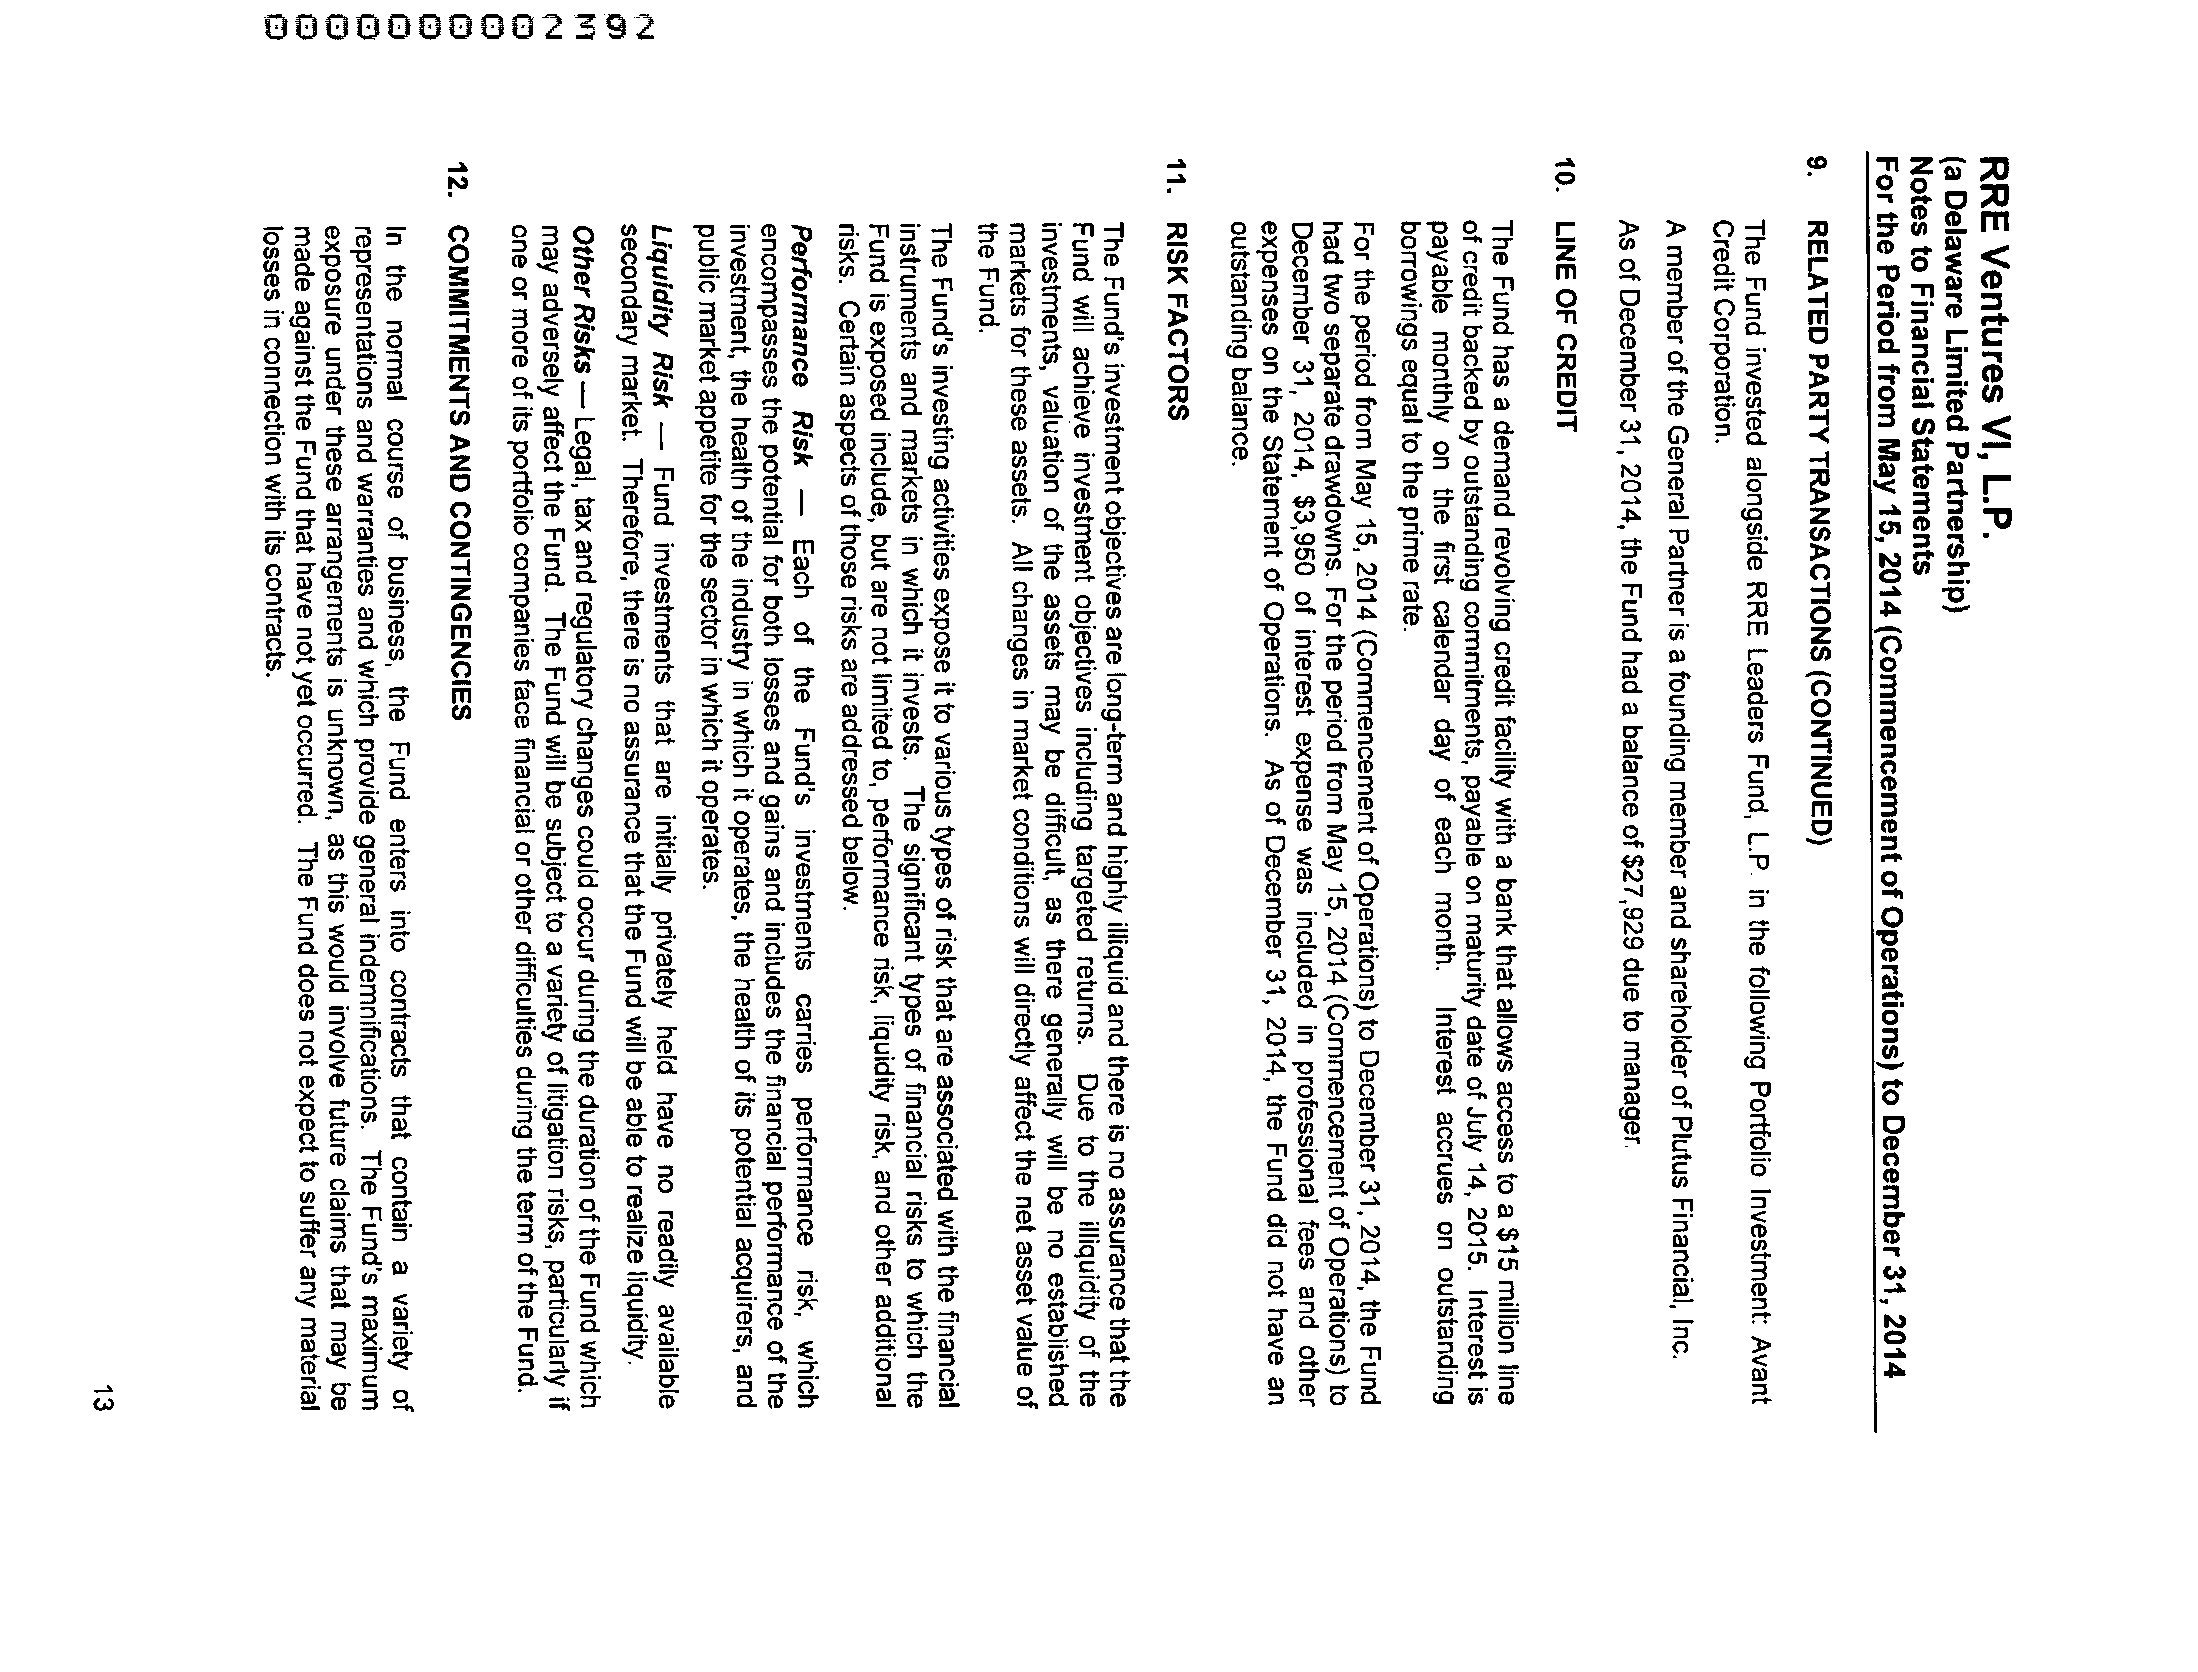 RRE Ventures VI, L.P.
(a Delaware Limited Partnership)
Notes to Financial Statements
For the Period from May 15, 2014 (Commencement of Operations) to December 31, 2014
9. RELATED PARTY TRANSACTIONS (CONTINUED)
The Fund invested alongside RRE Leaders Fund, L.P. in the following Portfolio Investment: Avant
Credit Corporation.
A member of the General Partner is a founding member and shareholder of Plutus Financial, Inc.
As of December 31, 2014, the Fund had a balance of $27,929 due to manager.
10. LINE OF CREDIT
The Fund has a demand revolving credit facility with a bank that allows access to a $15 million line
of credit backed by outstanding commitments, payable on maturity date of July 14, 2015. Interest is
payable monthly on the first calendar day of each month. Interest accrues on outstanding
borrowings equal to the prime rate.
For the period from May 15, 2014 (Commencement of Operations) to December 31, 2014, the Fund
had two separate drawdowns. For the period from May 15, 2014 (Commencement of Operations) to
December 31, 2014, $3,950 of interest expense was included in professional fees and other
expenses on the Statement of Operations. As of December 31, 2014, the Fund did not have an
outstanding balance.
11. RISK FACTORS
The Fund's investment objectives are long-term and highly illiquid and there is no assurance that the
Fund will achieve investment objectives including targeted returns. Due to the illiquidity of the
investments, valuation of the assets may be difficult, as there generally will be no established
markets for these assets. All changes in market conditions will directly affect the net asset value of
the Fund.
The Fund's investing activities expose it to various types of risk that are associated with the financial
instruments and markets in which it invests. The significant types of financial risks to which the
Fund is exposed include, but are not limited to, performance risk, liquidity risk, and other additional
risks. Certain aspects of those risks are addressed below.
Performance Risk — Each of the Fund's investments carries performance risk, which
encompasses the potential for both losses and gains and includes the financial performance of the
investment, the health of the industry in which it operates, the health of its potential acquirers, and
public market appetite for the sector in which it operates.
Liquidity Risk — Fund investments that are initially privately held have no readily available
secondary market. Therefore, there is no assurance that the Fund will be able to realize liquidity.
Other Risks — Legal, tax and regulatory changes could occur during the duration of the Fund which
may adversely affect the Fund. The Fund will be subject to a variety of litigation risks, particularly if
one or more of its portfolio companies face financial or other difficulties during the term of the Fund.
12. COMMITMENTS AND CONTINGENCIES
In the normal course of business, the Fund enters into contracts that contain a variety of
representations and warranties and which provide general indemnifications. The Fund's maximum
exposure under these arrangements is unknown, as this would involve future claims that may be
made against the Fund that have not yet occurred. The Fund does not expect to suffer any material
losses in connection with its contracts.
13
0000000002392